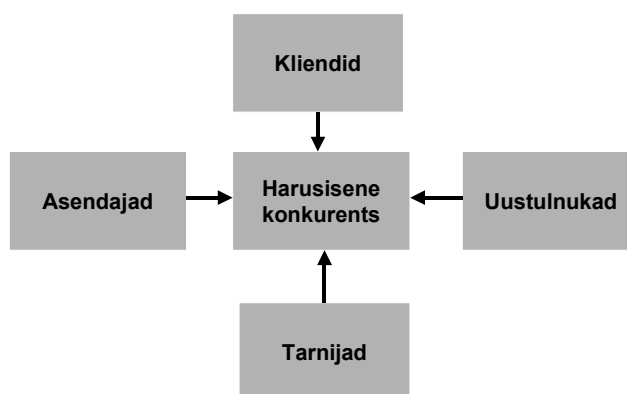 Kliendid
Asendajad
Harusisene
konkurents
Uustulnukad
Tarnijad